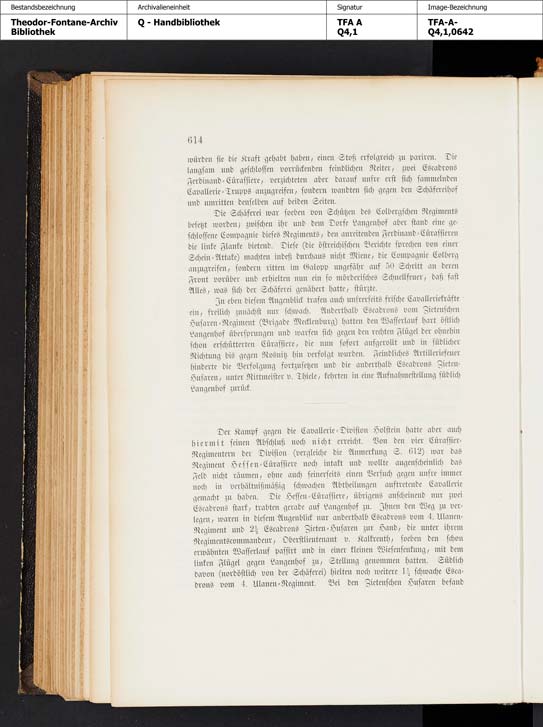 Bestandsbezeichnung Archivalieneinheit Signatur Image-Bezeichnung
Theodor-Fontane-Archiv Q - Handbibliothek TFA A TFA-A-
Bibliothek Q4,1 Q4,1,0642
614
würden sie die Kraft gehabt haben, einen Stoß erfolgreich zu pariren. Die
langsam und geschlossen vorrückenden feindlichen Reiter, zwei Escadrons
Ferdinand-Cürassiere, verzichteten aber darauf unsre erst sich sammelnden
Cavallerie-Trupps anzugreifen, sondern wandten sich gegen den Schäfereihof
und umritten denselben auf beiden Seiten.
Die Schäferei war soeben von Schützen des Colbergschen Regiments
besetzt worden; zwischen ihr und dem Dorfe Langenhof aber stand eine ge-
schlossene Compagnie dieses Regiments, den anreitenden Ferdinand-Cürassieren
die linke Flanke bietend. Diese (die östreichischen Berichte sprechen von einer
Schein-Attake) machten indeß durchaus nicht Miene, die Compagnie Colberg
anzugreifen, sondern ritten im Galopp ungefähr auf 50 Schritt an deren
Front vorüber und erhielten nun ein so mörderisches Schnellfeuer, daß fast
Alles, was sich der Schäferei genähert hatte, stürzte.
In eben diesem Augenblick trafen auch unsrerseits frische Cavalleriekräfte
ein, freilich zunächst nur schwach. Anderthalb Escadrons vom Zietenschen
Husaren-Regiment (Brigade Mecklenburg) hatten den Wasserlauf hart östlich
Langenhof übersprungen und warfen sich gegen den rechten Flügel der ohnehin
schon erschütterten Cürassiere, die nun sofort aufgerollt und in südlicher
Richtung bis gegen Rosnitz hin verfolgt wurden. Feindliches Artilleriefeuer
hinderte die Verfolgung fortzusetzen und die anderthalb Escadrons Zieten-
Husaren, unter Rittmeister v. Thiele, kehrten in eine Aufnahmestellung südlich
Langenhof zurück.
Der Kampf gegen die Cavallerie-Division Holstein hatte aber auch
hiermit seinen Abschluß noch nicht erreicht. Von den vier Cürassier-
Regimentern der Division (vergleiche die Anmerkung S. 612) war das
Regiment Hessen-Cürassiere noch intakt und wollte augenscheinlich das
Feld nicht räumen, ohne auch seinerseits einen Versuch gegen unsre immer
noch in verhältnißmäßig schwachen Abtheilungen auftretende Cavallerie
gemacht zu haben. Die Hessen-Cürassiere, übrigens anscheinend nur zwei
Escadrons stark, trabten gerade auf Langenhof zu. Ihnen den Weg zu ver-
legen, waren in diesem Augenblick nur anderthalb Escadrons vom 4. Ulanen-
Regiment und 2½ Escadrons Zieten-Husaren zur Hand, die unter ihrem
Regimentscommandeur, Oberstlieutenant v. Kalkreuth, soeben den schon
erwähnten Wasserlauf passirt und in einer kleinen Wiesensenkung, mit dem
linken Flügel gegen Langenhof zu, Stellung genommen hatten. Südlich
davon (nordöstlich von der Schäferei) hielten noch weitere 1½ schwache Esca-
drons vom 4. Ulanen-Regiment. Bei den Zietenschen Husaren befand